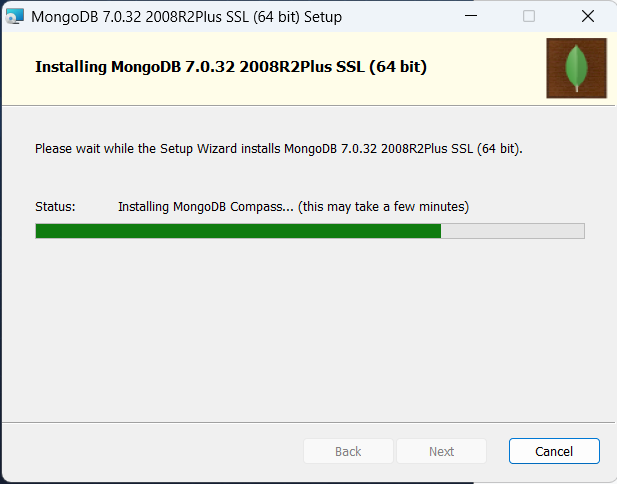 MongoDB 7.0.32 2008R2Plus SSL (64 bit) Setup
Installing MongoDB 7.0.32 2008R2Plus SSL (64 bit)
Please wait while the Setup Wizard installs MongoDB 7.0.32 2008R2Plus SSL (64 bit).
Status: Installing MongoDB Compass... (this may take a few minutes)
Back Next Cancel